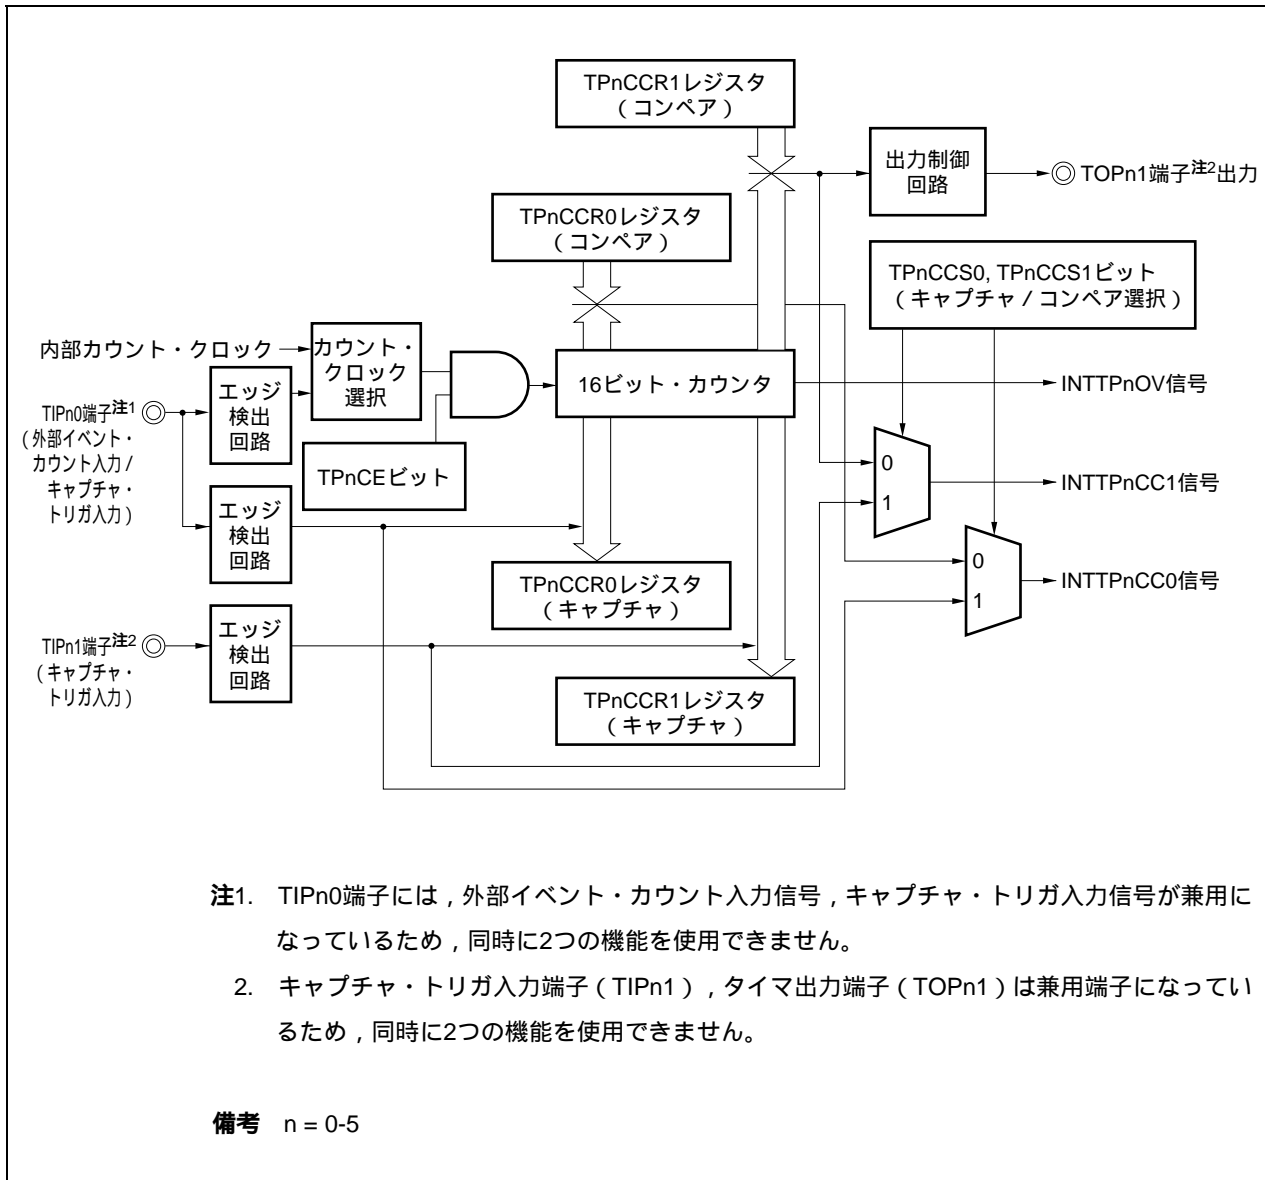 TPnCCR1レジスタ
（コンペア）
出力制御
回路
TOPn1端子注2出力
TPnCCR0レジスタ
（コンペア）
TPnCCS0, TPnCCS1ビット
（キャプチャ／コンペア選択）
内部カウント・クロック
カウント・
クロック
選択
16ビット・カウンタ
INTTPnOV信号
エッジ
検出
回路
TIPn0端子注1
（外部イベント・
カウント入力／
キャプチャ・
トリガ入力）
TPnCEビット
0
1
INTTPnCC1信号
エッジ
検出
回路
TPnCCR0レジスタ
（キャプチャ）
0
1
INTTPnCC0信号
TIPn1端子注2
（キャプチャ・
トリガ入力）
エッジ
検出
回路
TPnCCR1レジスタ
（キャプチャ）
注1. TIPn0端子には，外部イベント・カウント入力信号，キャプチャ・トリガ入力信号が兼用に
なっているため，同時に2つの機能を使用できません。
2. キャプチャ・トリガ入力端子（TIPn1），タイマ出力端子（TOPn1）は兼用端子になってい
るため，同時に2つの機能を使用できません。
備考 n = 0-5